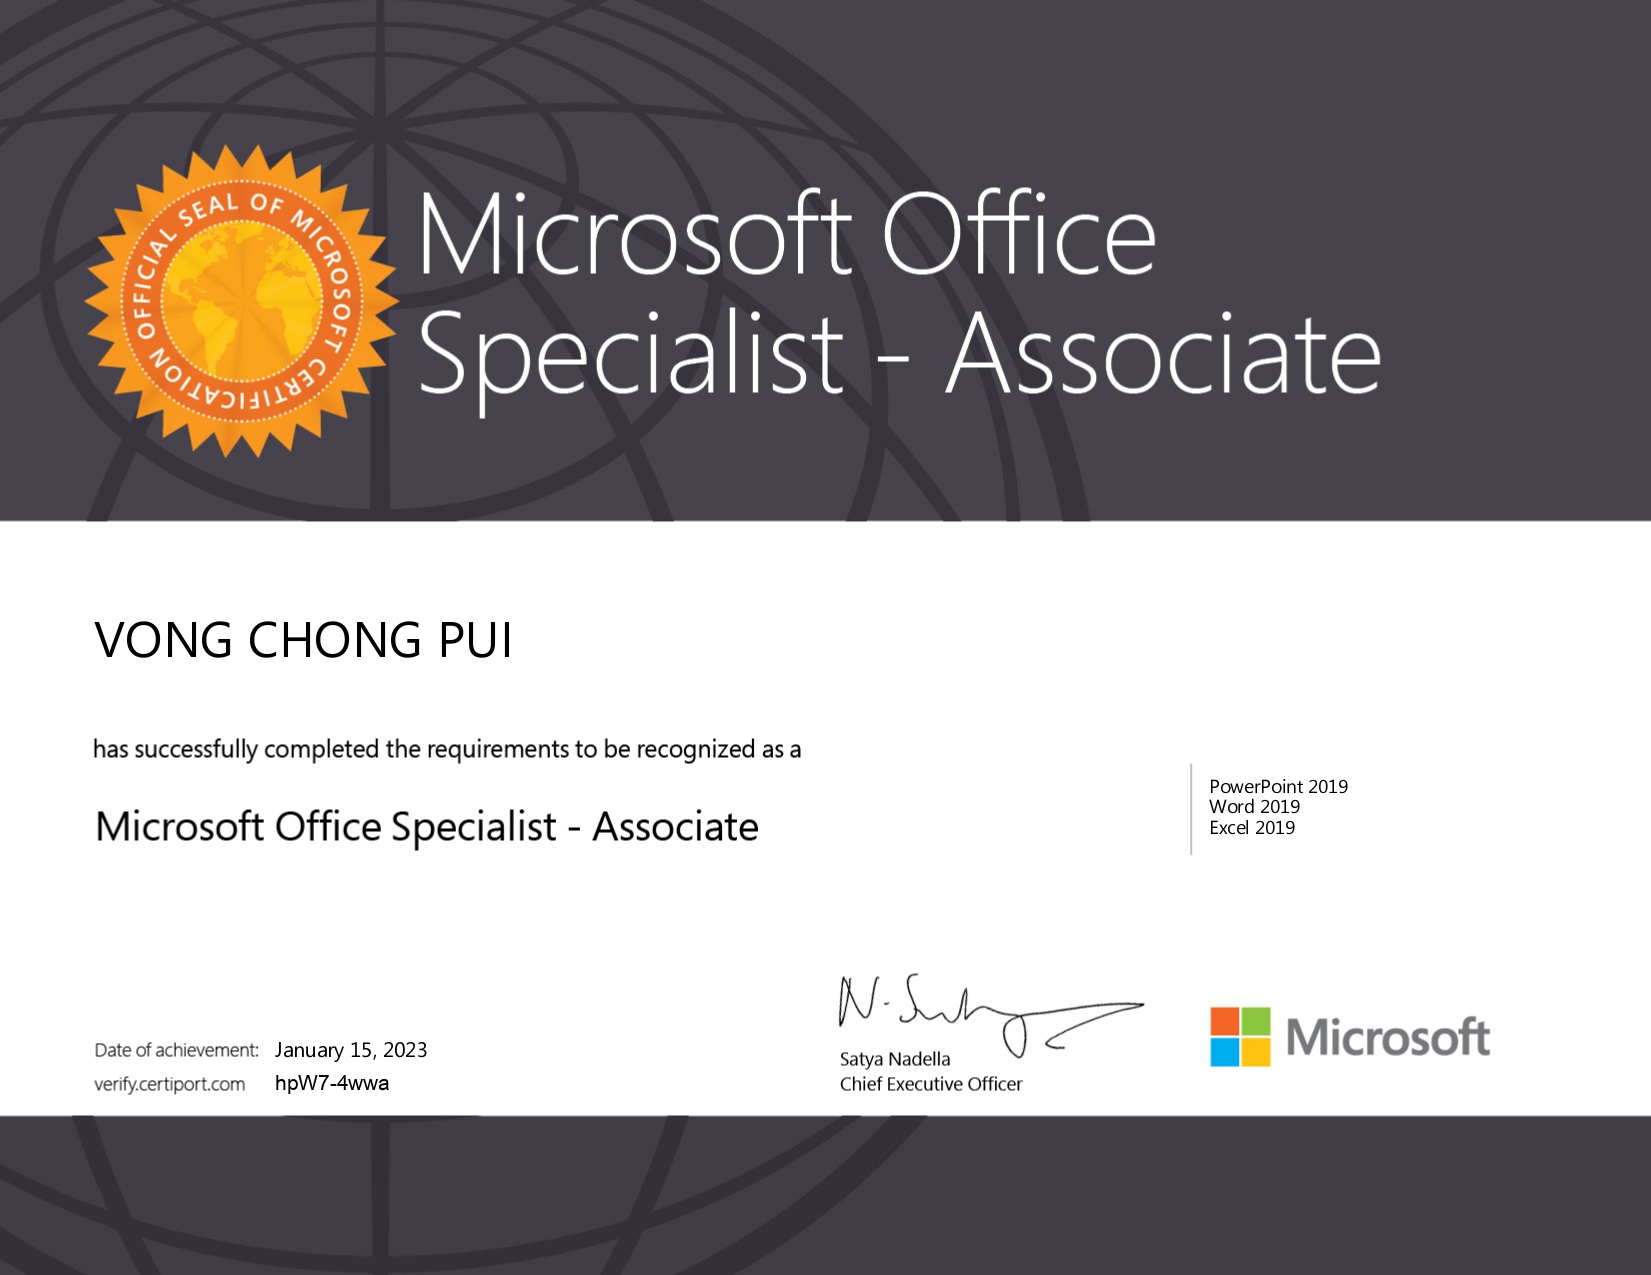 OFFICIAL SEAL OF MICROSOFT CERTIFICATION
Microsoft Office
Specialist - Associate
VONG CHONG PUI
has successfully completed the requirements to be recognized as a
Microsoft Office Specialist - Associate
PowerPoint 2019
Word 2019
Excel 2019
N. Satya
Satya Nadella
Chief Executive Officer
Microsoft
Date of achievement: January 15, 2023
verify.certiport.com hpW7-4wwa